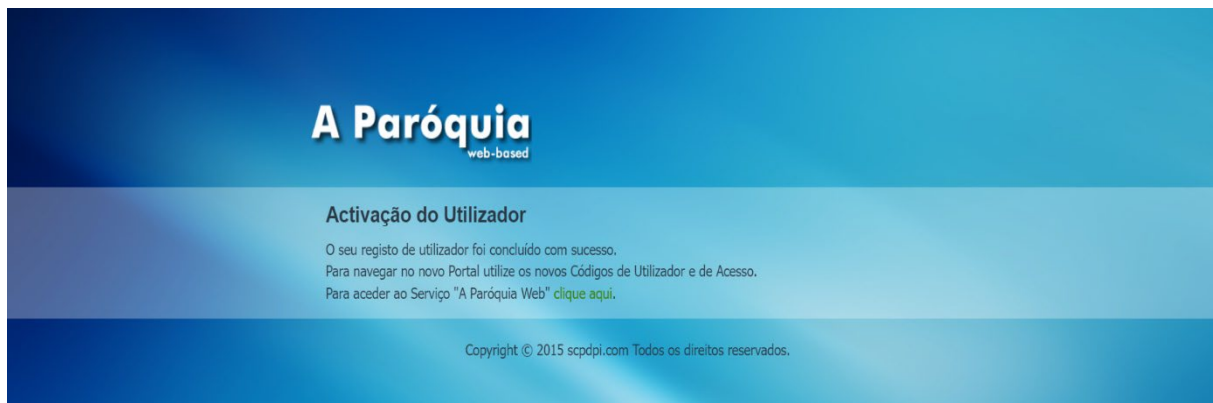 A Paróquia
web-based
Activação do Utilizador
O seu registo de utilizador foi concluído com sucesso.
Para navegar no novo Portal utilize os novos Códigos de Utilizador e de Acesso.
Para aceder ao Serviço "A Paróquia Web" clique aqui.
Copyright © 2015 scpdpi.com Todos os direitos reservados.